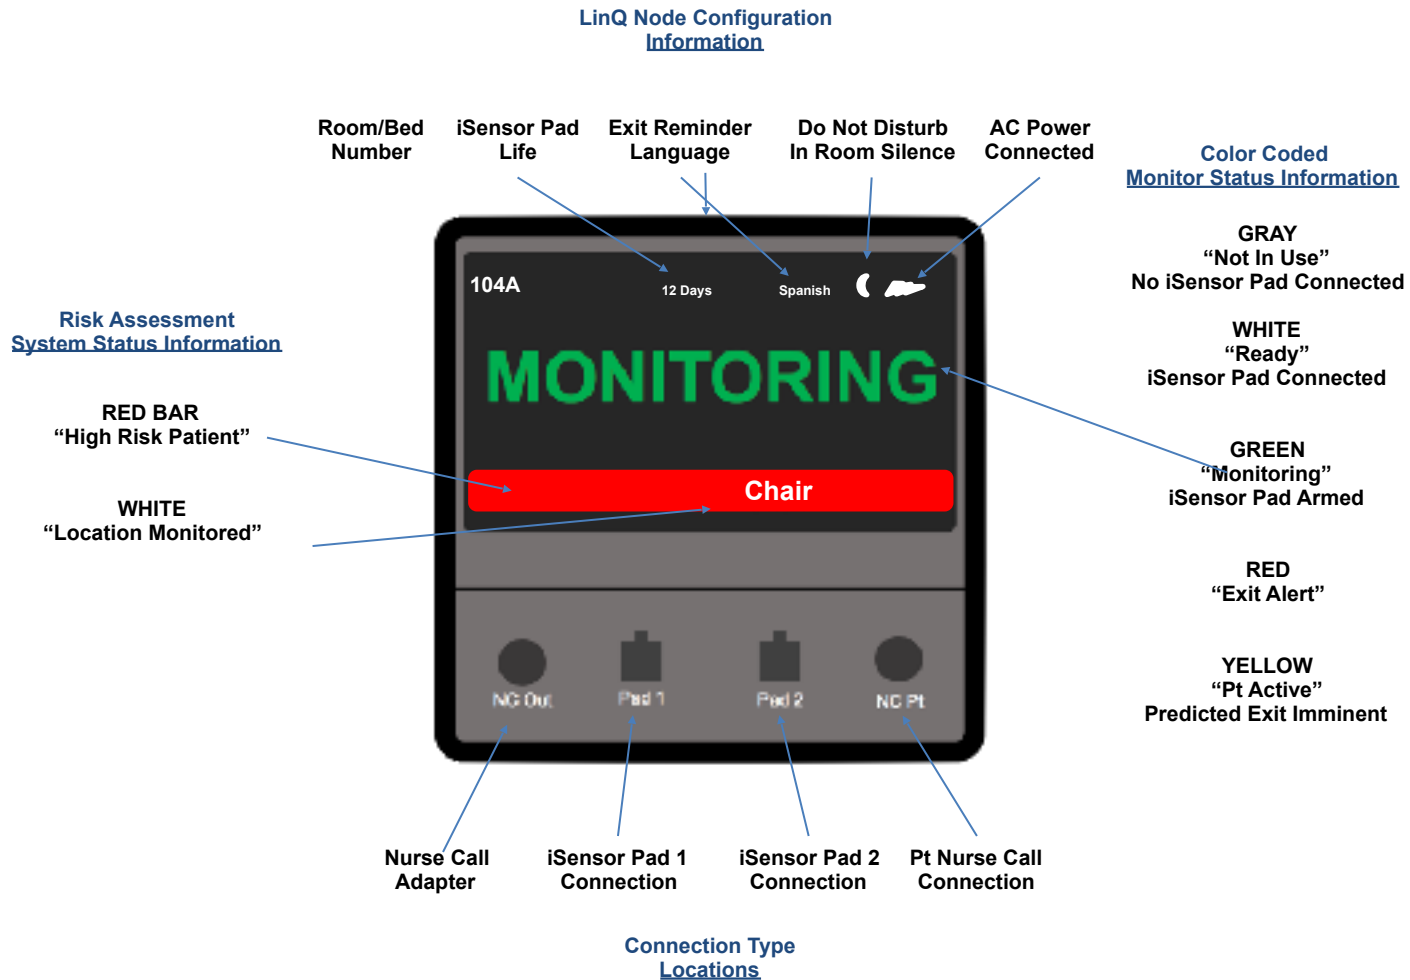 LinQ Node Configuration
Information
Room/Bed
Number
iSensor Pad
Life
Exit Reminder
Language
Do Not Disturb
In Room Silence
AC Power
Connected
Color Coded
Monitor Status Information
GRAY
“Not In Use”
No iSensor Pad Connected
WHITE
“Ready”
iSensor Pad Connected
GREEN
“Monitoring”
iSensor Pad Armed
RED
“Exit Alert”
YELLOW
“Pt Active”
Predicted Exit Imminent
Risk Assessment
System Status Information
RED BAR
“High Risk Patient”
WHITE
“Location Monitored”
104A
12 Days
Spanish
MONITORING
Chair
NC Out
Pad 1
Pad 2
NC Pt
Nurse Call
Adapter
iSensor Pad 1
Connection
iSensor Pad 2
Connection
Pt Nurse Call
Connection
Connection Type
Locations